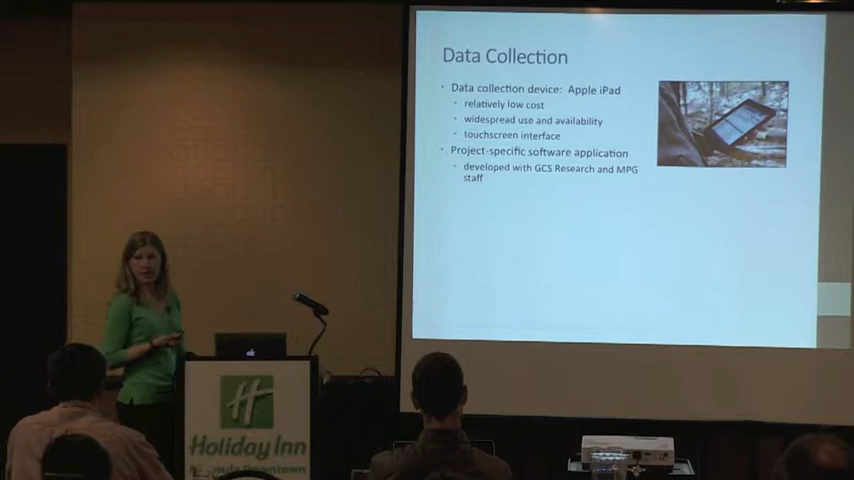 Data Collection
• Data collection device: Apple iPad
• relatively low cost
• widespread use and availability
• touchscreen interface
• Project-specific software application
• developed with GCS Research and MPG
staff
H
Holiday Inn
Downtown